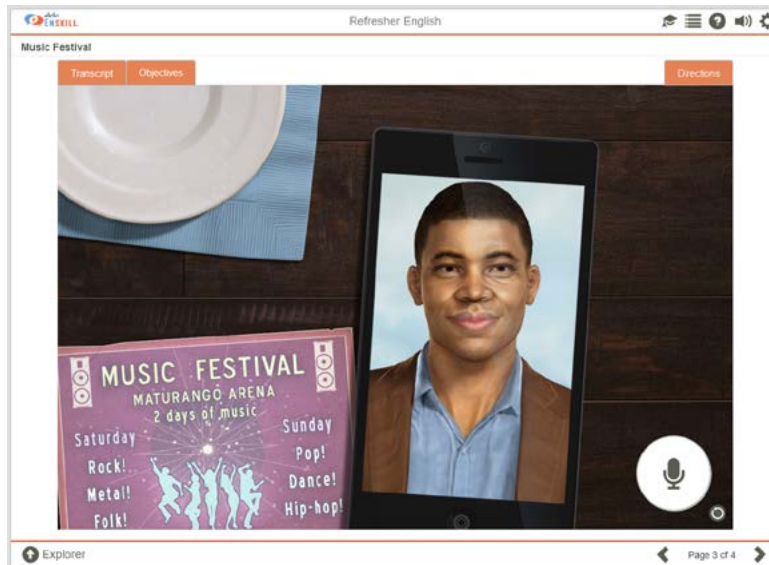 alelo
ENSKILL
Refresher English
Music Festival
Transcript
Objectives
Directions
MUSIC FESTIVAL
MATURANGO ARENA
2 days of music
Saturday
Rock!
Metal!
Folk!
Sunday
Pop!
Dance!
Hip-hop!
Explorer
Page 3 of 4